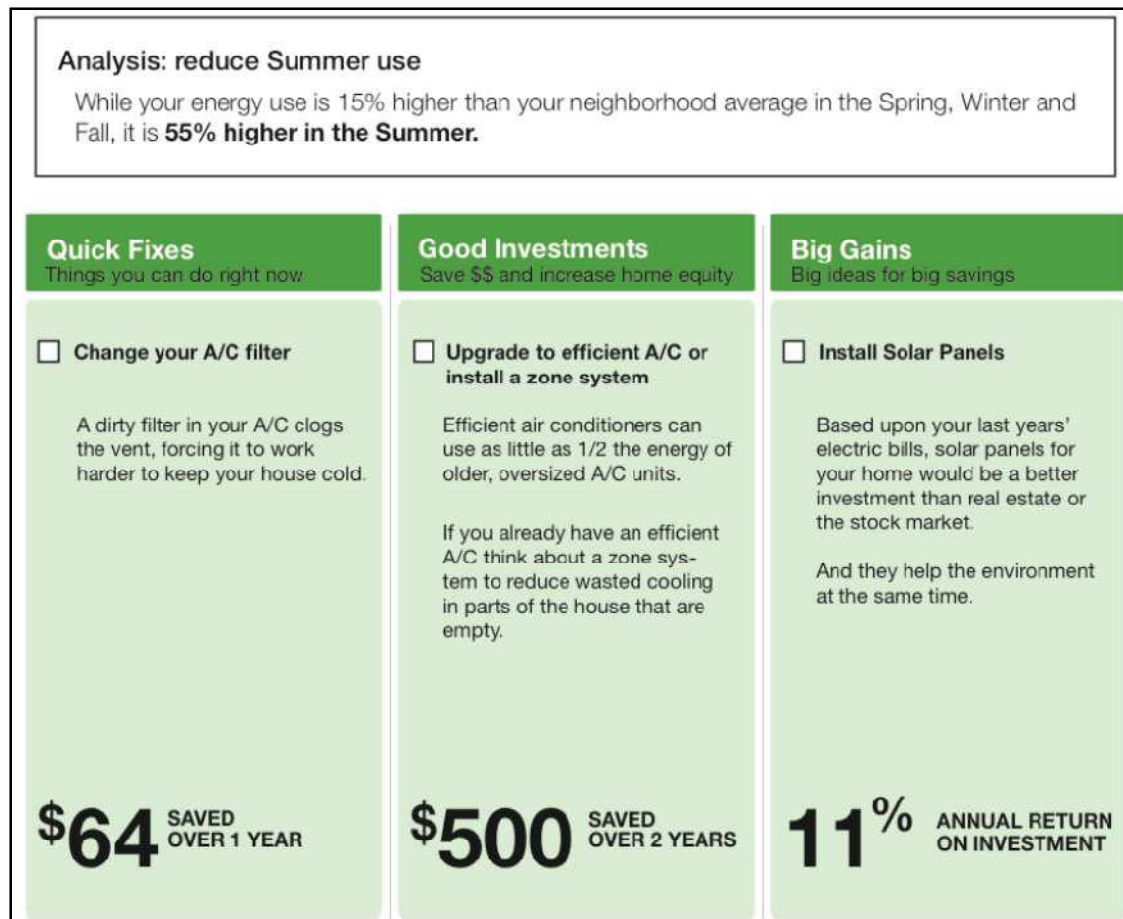 Analysis: reduce Summer use
While your energy use is 15% higher than your neighborhood average in the Spring, Winter and
Fall, it is 55% higher in the Summer.
Quick Fixes
Things you can do right now
Change your A/C filter
A dirty filter in your A/C clogs
the vent, forcing it to work
harder to keep your house cold.
$64 SAVED
OVER 1 YEAR
Good Investments
Save $$ and increase home equity
Upgrade to efficient A/C or
install a zone system
Efficient air conditioners can
use as little as 1/2 the energy of
older, oversized A/C units.
If you already have an efficient
A/C think about a zone sys-
tem to reduce wasted cooling
in parts of the house that are
empty.
$500 SAVED
OVER 2 YEARS
Big Gains
Big ideas for big savings
Install Solar Panels
Based upon your last years'
electric bills, solar panels for
your home would be a better
investment than real estate or
the stock market.
And they help the environment
at the same time.
11% ANNUAL RETURN
ON INVESTMENT